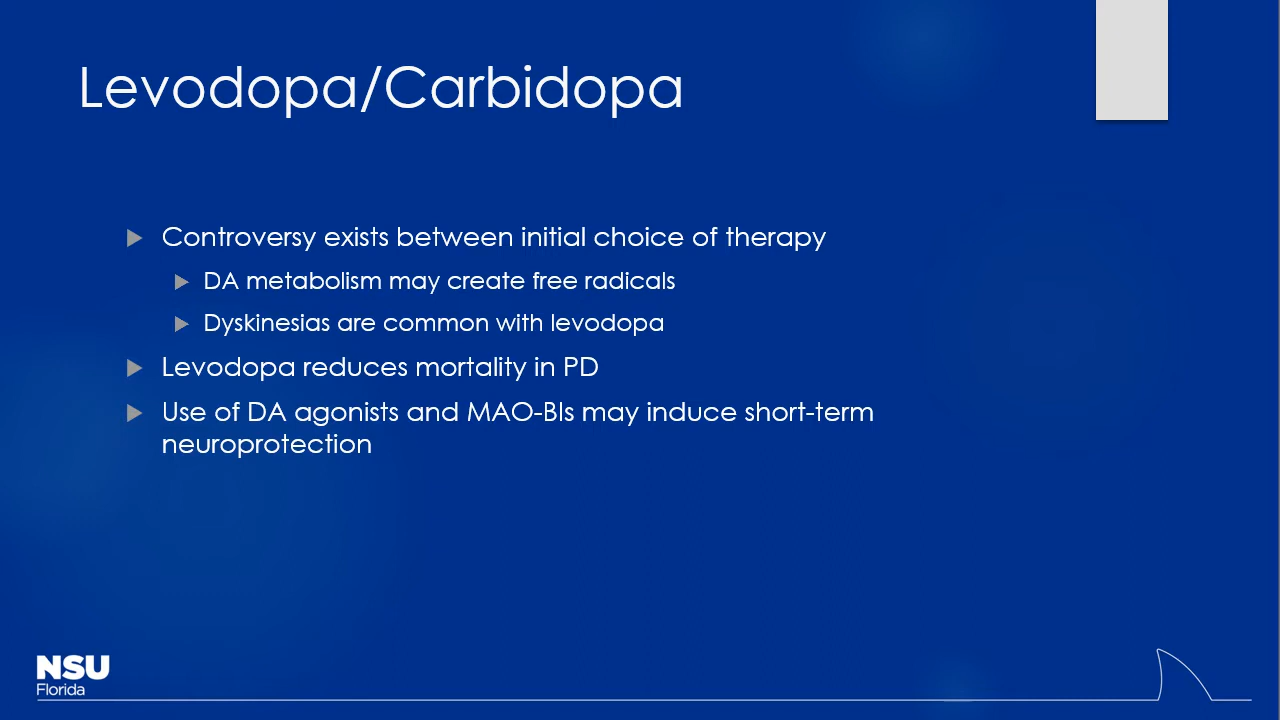 Levodopa/Carbidopa
Controversy exists between initial choice of therapy
DA metabolism may create free radicals
Dyskinesias are common with levodopa
Levodopa reduces mortality in PD
Use of DA agonists and MAO-BIs may induce short-term
neuroprotection
NSU
Florida